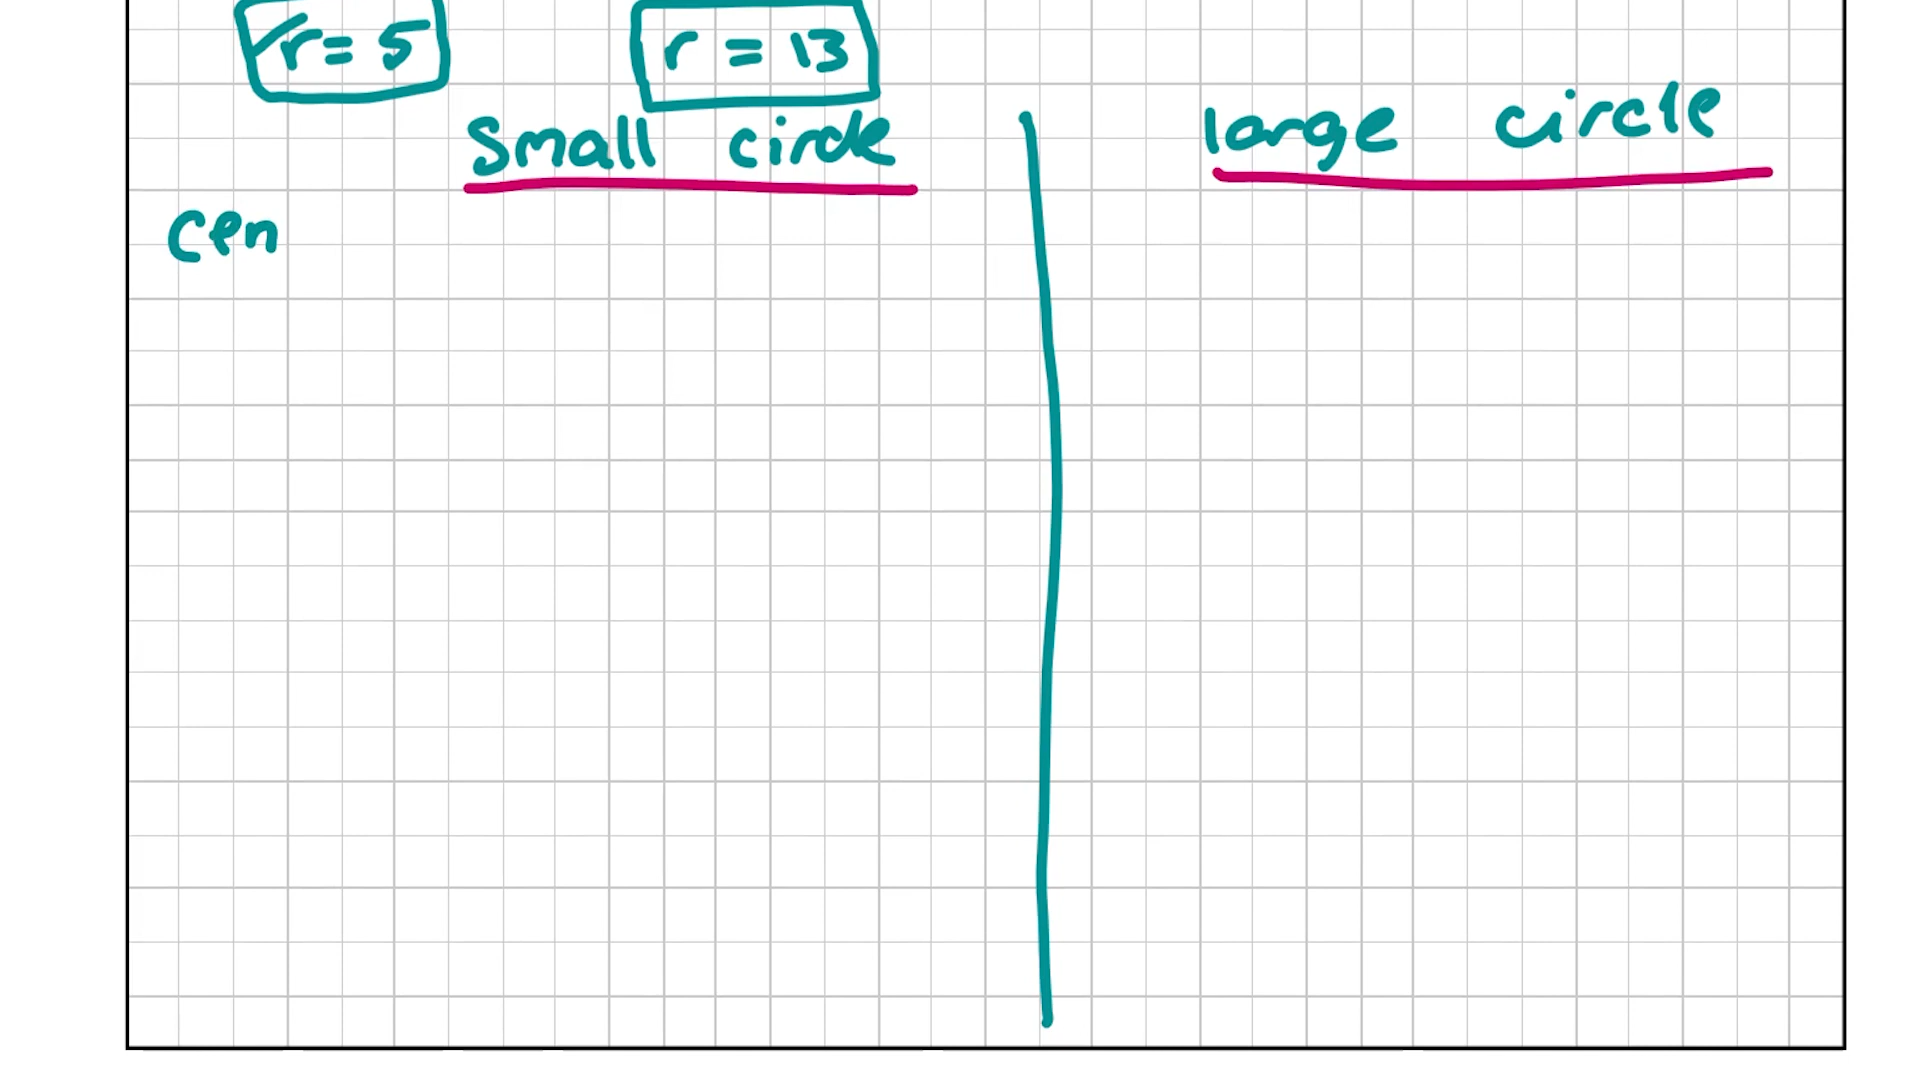 r = 5 r = 13
small circle large circle
cen